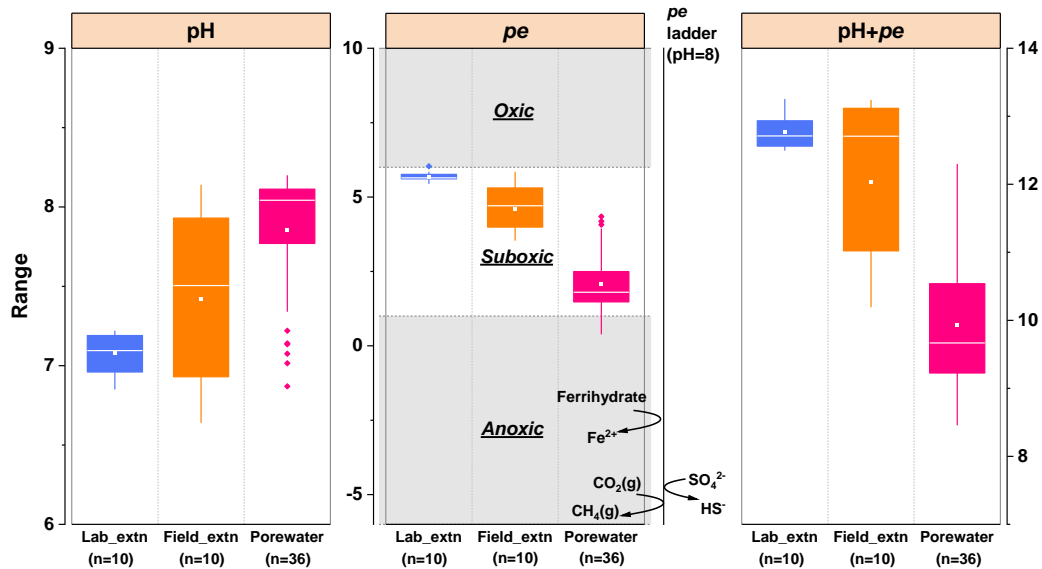 pH
pe
pe
ladder
(pH=8)
pH+pe
Range
9
8
7
6
10
5
0
-5
Oxic
Suboxic
Anoxic
Ferrihydrate
Fe²⁺
CO₂(g)
CH₄(g)
SO₄²⁻
HS⁻
14
12
10
8
Lab_extn
(n=10)
Field_extn
(n=10)
Porewater
(n=36)
Lab_extn
(n=10)
Field_extn
(n=10)
Porewater
(n=36)
Lab_extn
(n=10)
Field_extn
(n=10)
Porewater
(n=36)